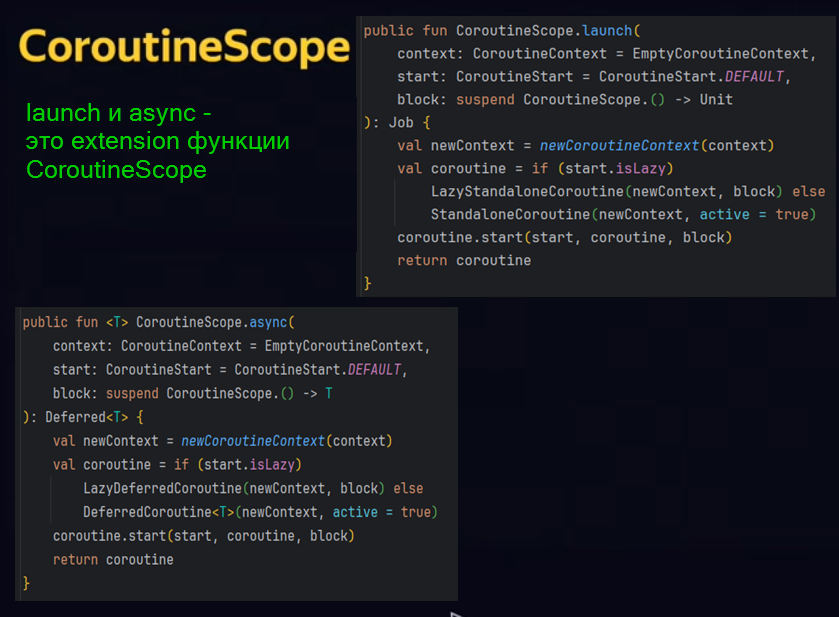 CoroutineScope
launch и async -
это extension функции
CoroutineScope
public fun CoroutineScope.launch(
    context: CoroutineContext = EmptyCoroutineContext,
    start: CoroutineStart = CoroutineStart.DEFAULT,
    block: suspend CoroutineScope.() -> Unit
): Job {
    val newContext = newCoroutineContext(context)
    val coroutine = if (start.isLazy)
        LazyStandaloneCoroutine(newContext, block) else
        StandaloneCoroutine(newContext, active = true)
    coroutine.start(start, coroutine, block)
    return coroutine
}
public fun <T> CoroutineScope.async(
    context: CoroutineContext = EmptyCoroutineContext,
    start: CoroutineStart = CoroutineStart.DEFAULT,
    block: suspend CoroutineScope.() -> T
): Deferred<T> {
    val newContext = newCoroutineContext(context)
    val coroutine = if (start.isLazy)
        LazyDeferredCoroutine(newContext, block) else
        DeferredCoroutine<T>(newContext, active = true)
    coroutine.start(start, coroutine, block)
    return coroutine
}